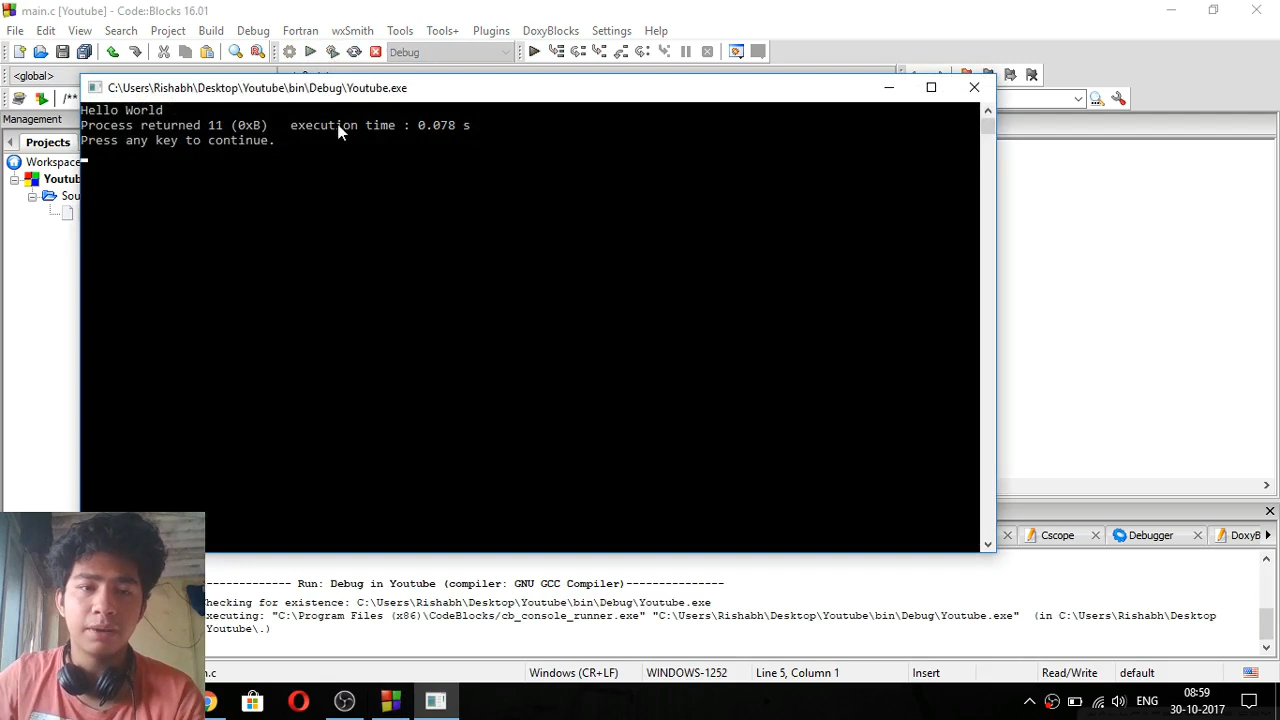 main.c [Youtube] - Code::Blocks 16.01
File Edit View Search Project Build Debug Fortran wxSmith Tools Tools+ Plugins DoxyBlocks Settings Help
Debug
<global>
C:\Users\Rishabh\Desktop\Youtube\bin\Debug\Youtube.exe
/**
Management
Hello World
Process returned 11 (0xB)   execution time : 0.078 s
Press any key to continue.
Projects
Workspace
Youtub
Sou
Cscope Debugger DoxyB
-------------- Run: Debug in Youtube (compiler: GNU GCC Compiler)---------------
hecking for existence: C:\Users\Rishabh\Desktop\Youtube\bin\Debug\Youtube.exe
xecuting: "C:\Program Files (x86)\CodeBlocks/cb_console_runner.exe" "C:\Users\Rishabh\Desktop\Youtube\bin\Debug\Youtube.exe"  (in C:\Users\Rishabh\Desktop
Youtube\.)
n.c Windows (CR+LF) WINDOWS-1252 Line 5, Column 1 Insert Read/Write default
ENG 08:59
30-10-2017